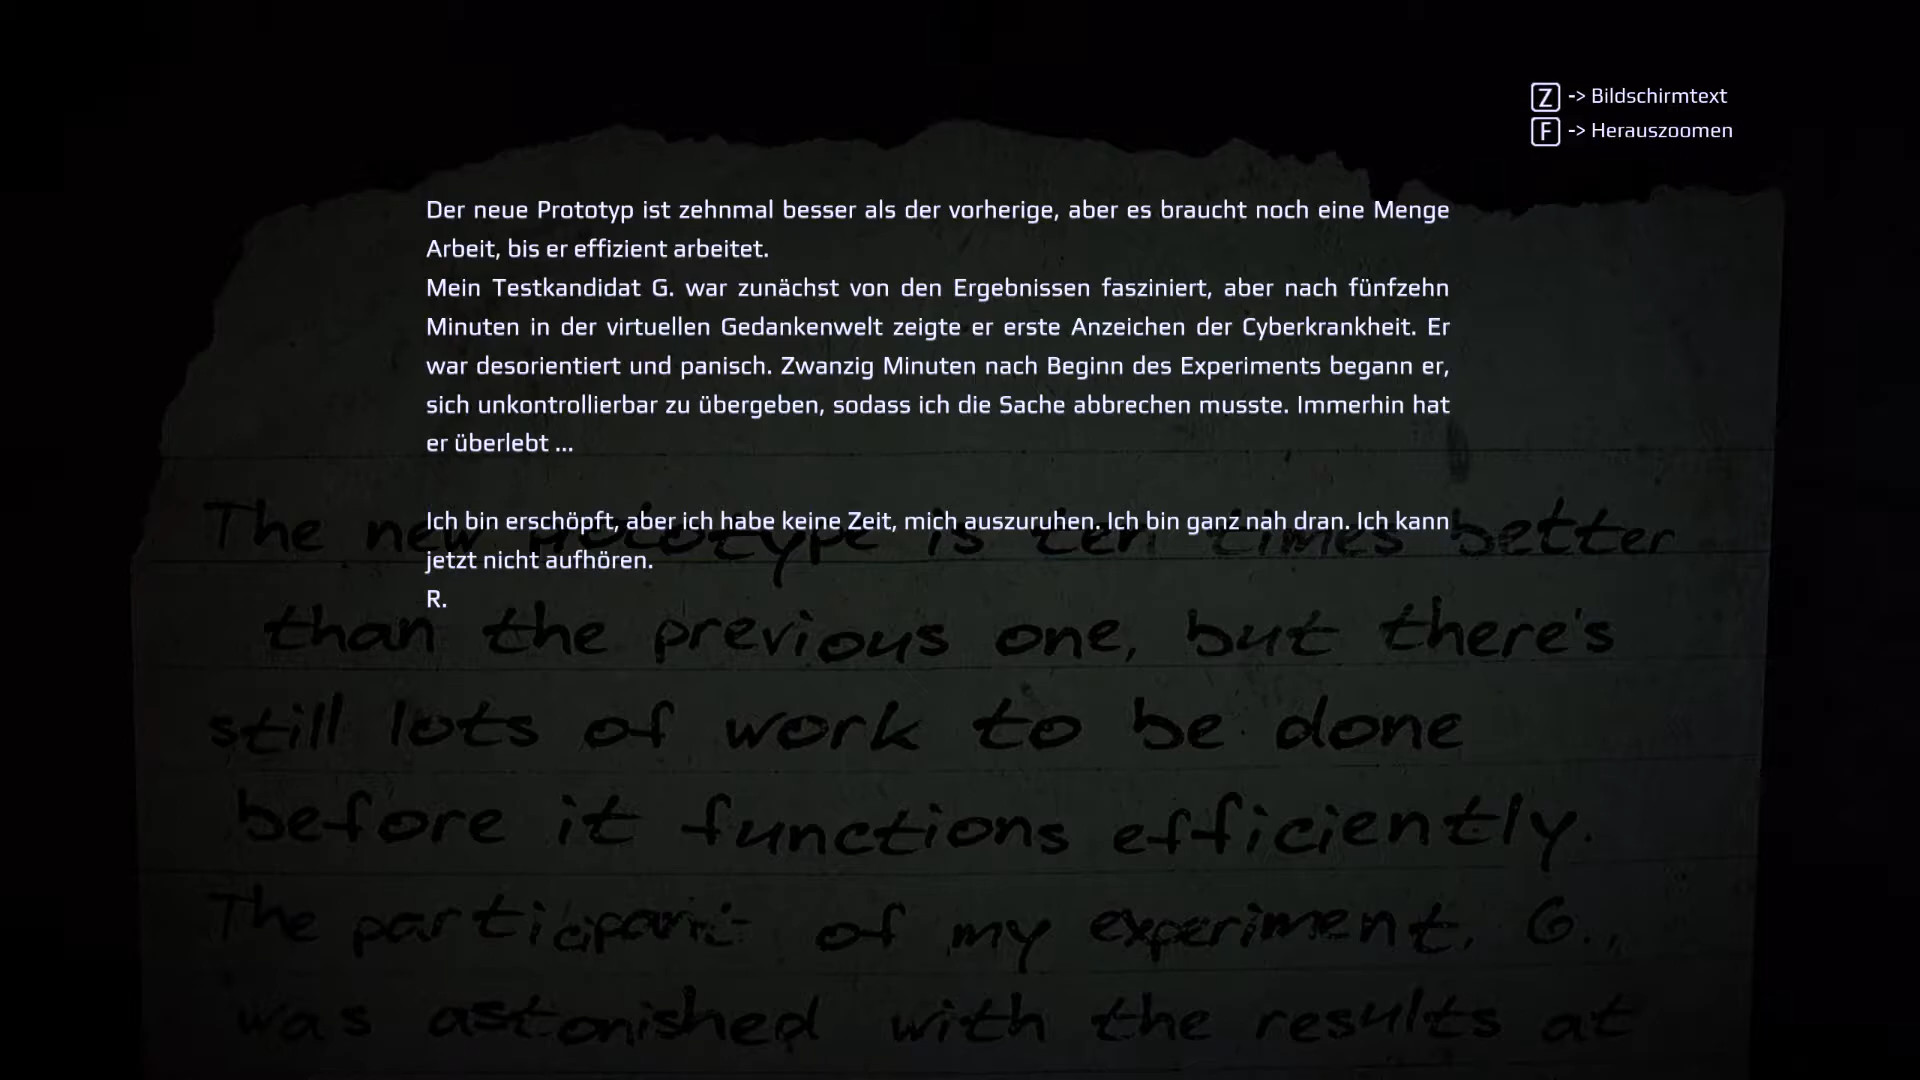 Z -> Bildschirmtext
F -> Herauszoomen
Der neue Prototyp ist zehnmal besser als der vorherige, aber es braucht noch eine Menge
Arbeit, bis er effizient arbeitet.
Mein Testkandidat G. war zunächst von den Ergebnissen fasziniert, aber nach fünfzehn
Minuten in der virtuellen Gedankenwelt zeigte er erste Anzeichen der Cyberkrankheit. Er
war desorientiert und panisch. Zwanzig Minuten nach Beginn des Experiments begann er,
sich unkontrollierbar zu übergeben, sodass ich die Sache abbrechen musste. Immerhin hat
er überlebt ...
Ich bin erschöpft, aber ich habe keine Zeit, mich auszuruhen. Ich bin ganz nah dran. Ich kann
jetzt nicht aufhören.
R.
The new prototype is ten times better
than the previous one, but there's
still lots of work to be done
before it functions efficiently.
The participant of my experiment, G.,
was astonished with the results at